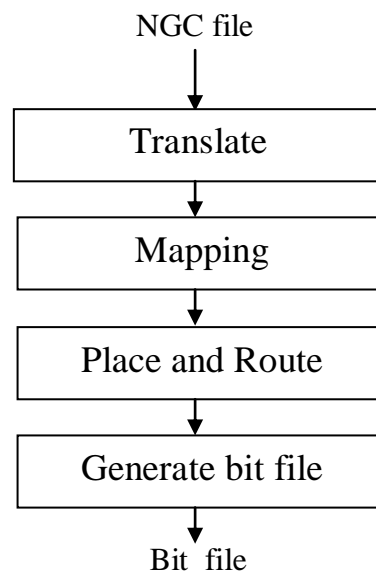 NGC file
Translate
Mapping
Place and Route
Generate bit file
Bit file